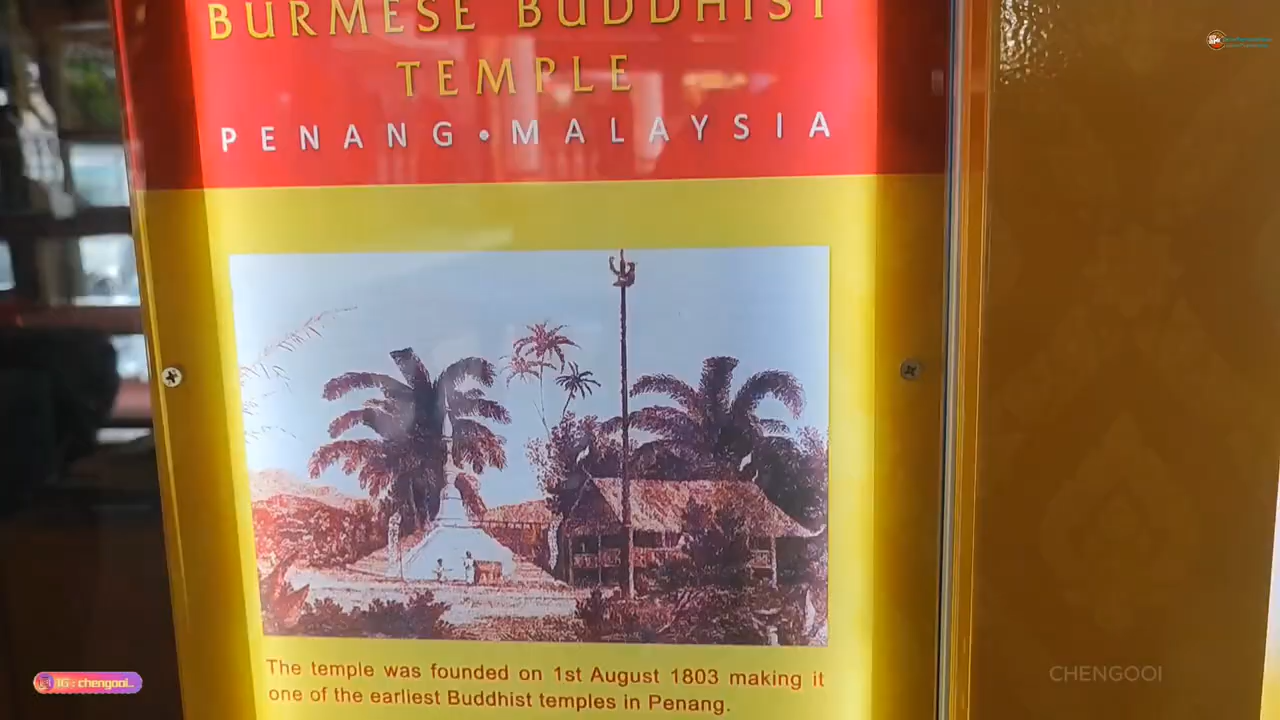 BURMESE BUDDHIST
TEMPLE
PENANG•MALAYSIA
The temple was founded on 1st August 1803 making it
one of the earliest Buddhist temples in Penang.
IG : chengooi_
CHENGOOI